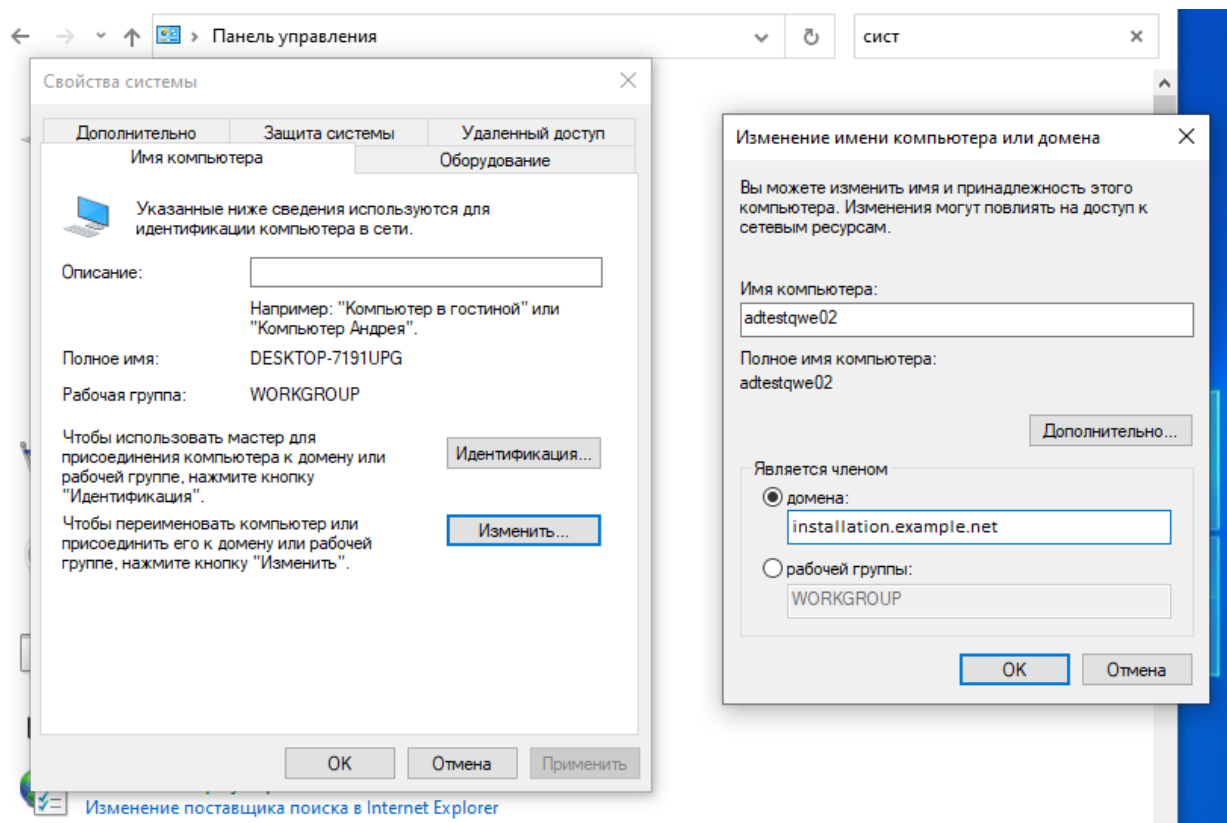 Панель управления
сист
Свойства системы
Дополнительно
Защита системы
Удаленный доступ
Имя компьютера
Оборудование
Указанные ниже сведения используются для
идентификации компьютера в сети.
Описание:
Например: "Компьютер в гостиной" или
"Компьютер Андрея".
Полное имя:
DESKTOP-7191UPG
Рабочая группа:
WORKGROUP
Чтобы использовать мастер для
присоединения компьютера к домену или
рабочей группе, нажмите кнопку
"Идентификация".
Идентификация...
Чтобы переименовать компьютер или
присоединить его к домену или рабочей
группе, нажмите кнопку "Изменить".
Изменить...
OK
Отмена
Применить
Изменение поставщика поиска в Internet Explorer
Изменение имени компьютера или домена
Вы можете изменить имя и принадлежность этого
компьютера. Изменения могут повлиять на доступ к
сетевым ресурсам.
Имя компьютера:
adtestqwe02
Полное имя компьютера:
adtestqwe02
Дополнительно...
Является членом
домена:
installation.example.net
рабочей группы:
WORKGROUP
OK
Отмена